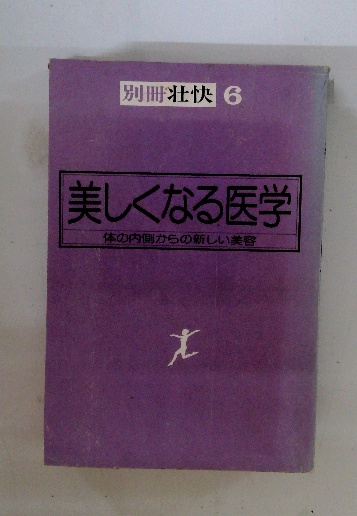 別冊壮快 6
美しくなる医学
体の内側からの新しい美容